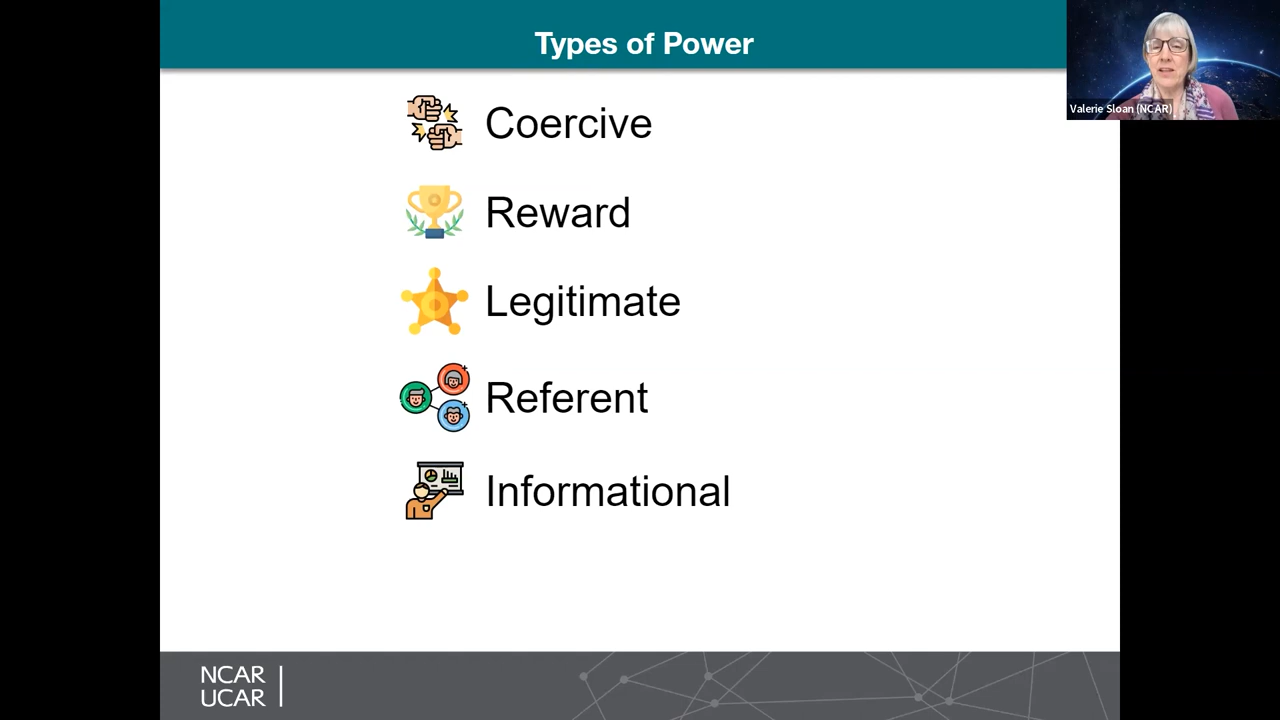 Types of Power
Valerie Sloan (NCAR)
Coercive
Reward
Legitimate
Referent
Informational
NCAR
UCAR